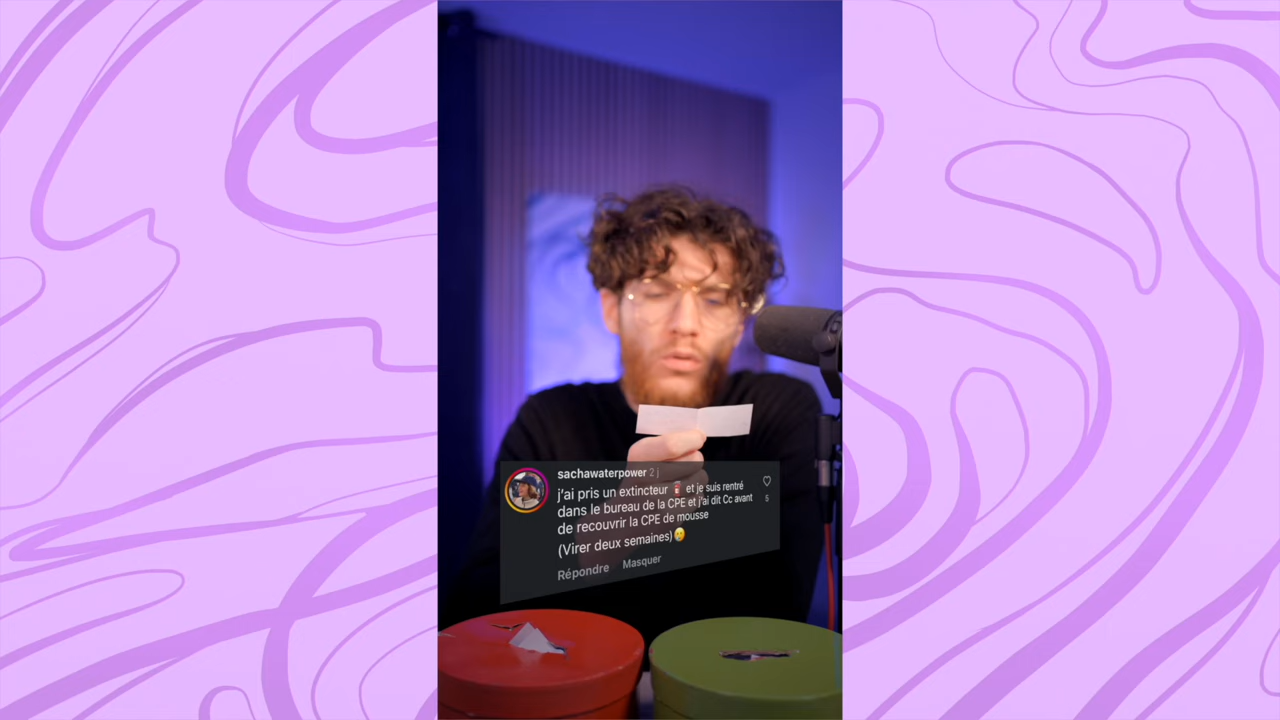 sachawaterpower 2 j
j'ai pris un extincteur 🧯 et je suis rentré
dans le bureau de la CPE et j'ai dit Cc avant
de recouvrir la CPE de mousse
(Virer deux semaines)🥲
Répondre Masquer
6